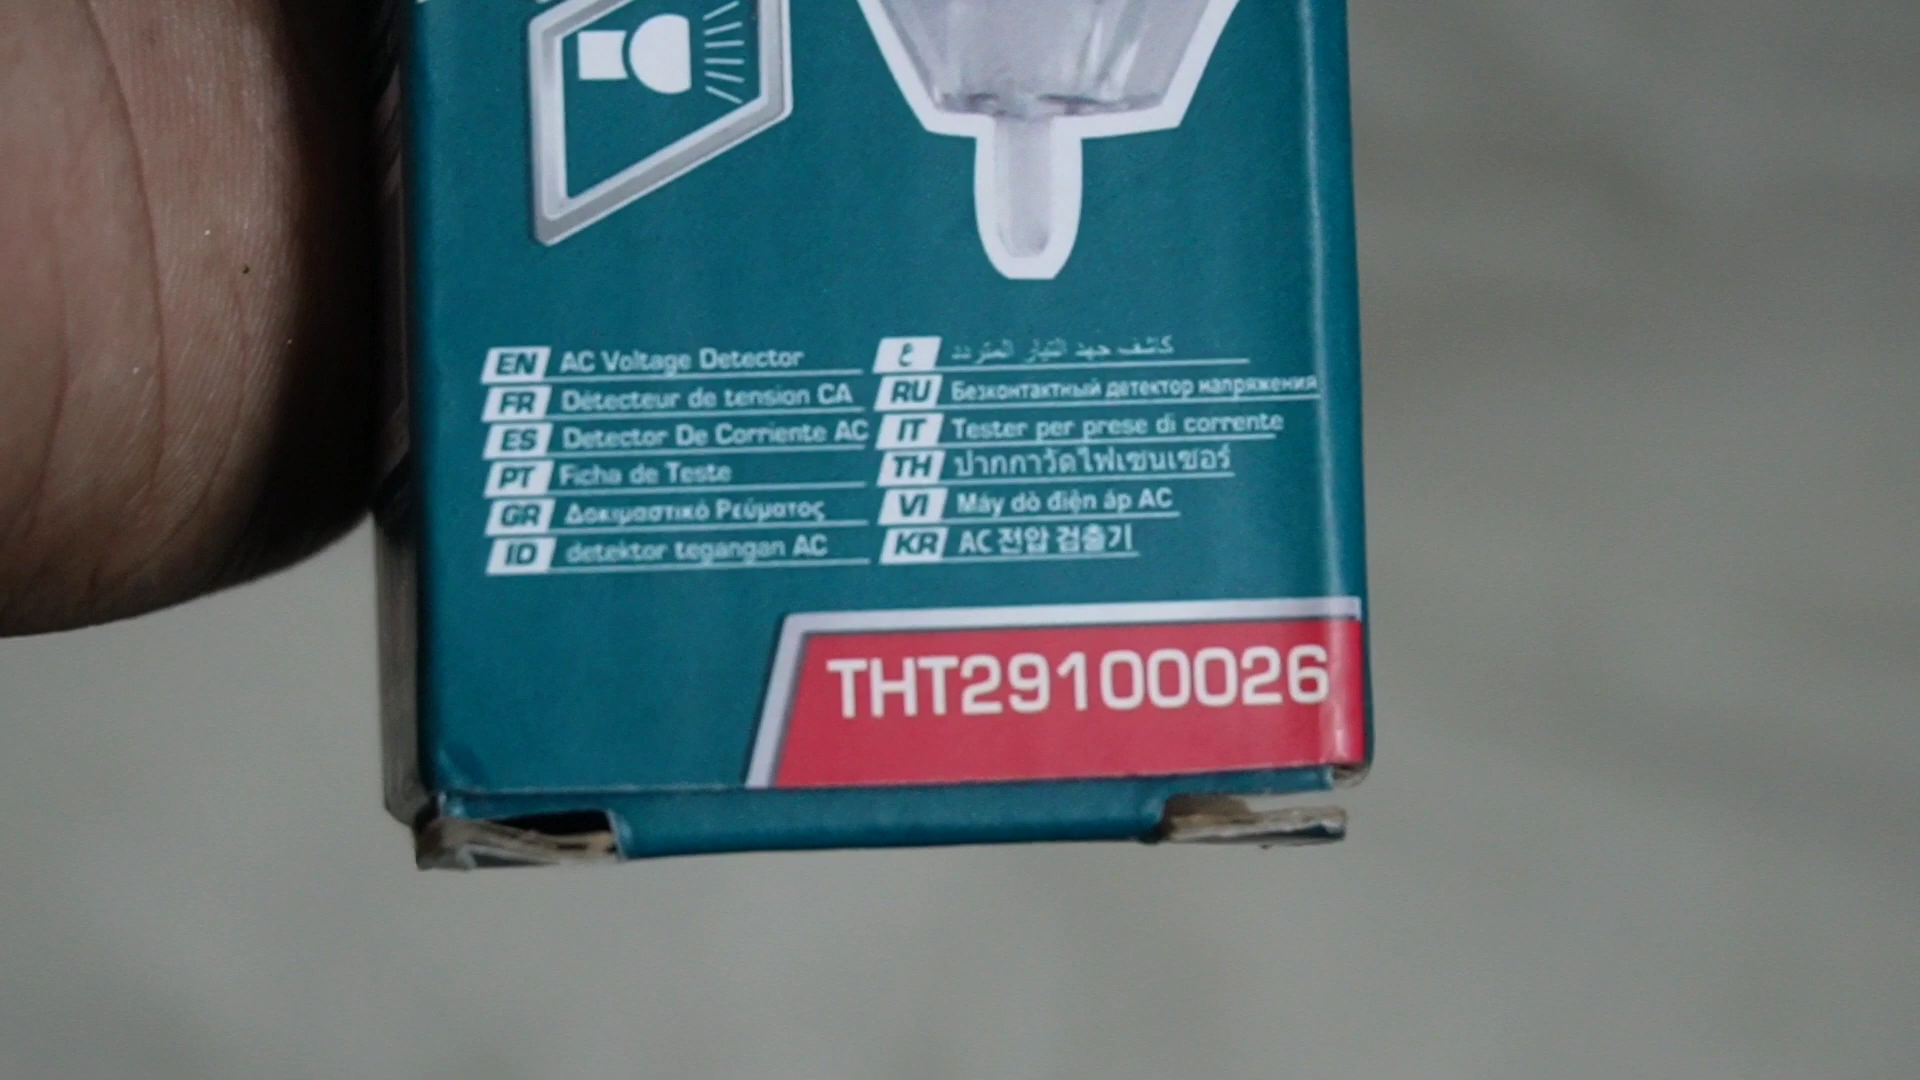 EN AC Voltage Detector
FR Détecteur de tension CA
ES Detector De Corriente AC
PT Ficha de Teste
GR Δοκιμαστικό Ρεύματος
ID detektor tegangan AC
ع كاشف جهد التيار المتردد
RU Безконтактный детектор напряжения
IT Tester per prese di corrente
TH ปากกาวัดไฟเซนเซอร์
VI Máy dò điện áp AC
KR AC 전압 검출기
THT29100026